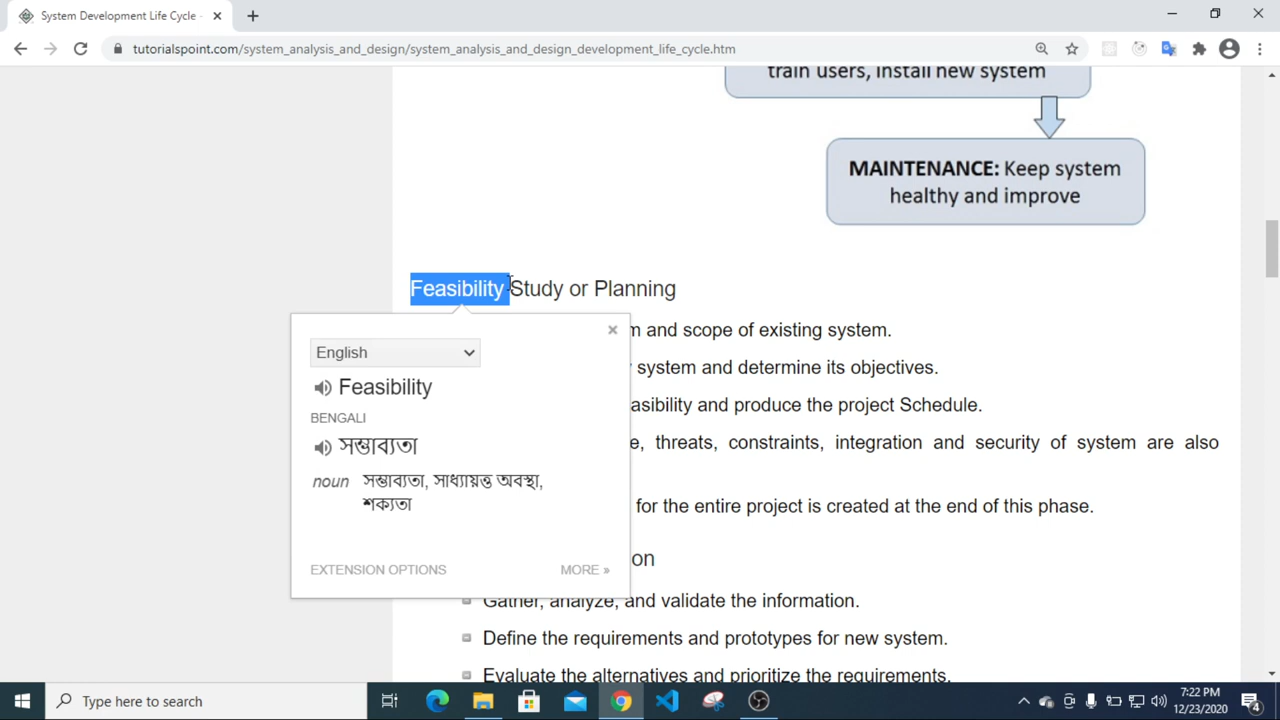 System Development Life Cycle -
tutorialspoint.com/system_analysis_and_design/system_analysis_and_design_development_life_cycle.htm
train users, install new system
MAINTENANCE: Keep system
healthy and improve
Feasibility Study or Planning
m and scope of existing system.
system and determine its objectives.
asibility and produce the project Schedule.
e, threats, constraints, integration and security of system are also
for the entire project is created at the end of this phase.
on
English
Feasibility
BENGALI
সম্ভাব্যতা
noun সম্ভাব্যতা, সাধ্যায়ত্ত অবস্থা,
শক্যতা
EXTENSION OPTIONS MORE »
Gather, analyze, and validate the information.
Define the requirements and prototypes for new system.
Evaluate the alternatives and prioritize the requirements.
Type here to search
7:22 PM
12/23/2020
4